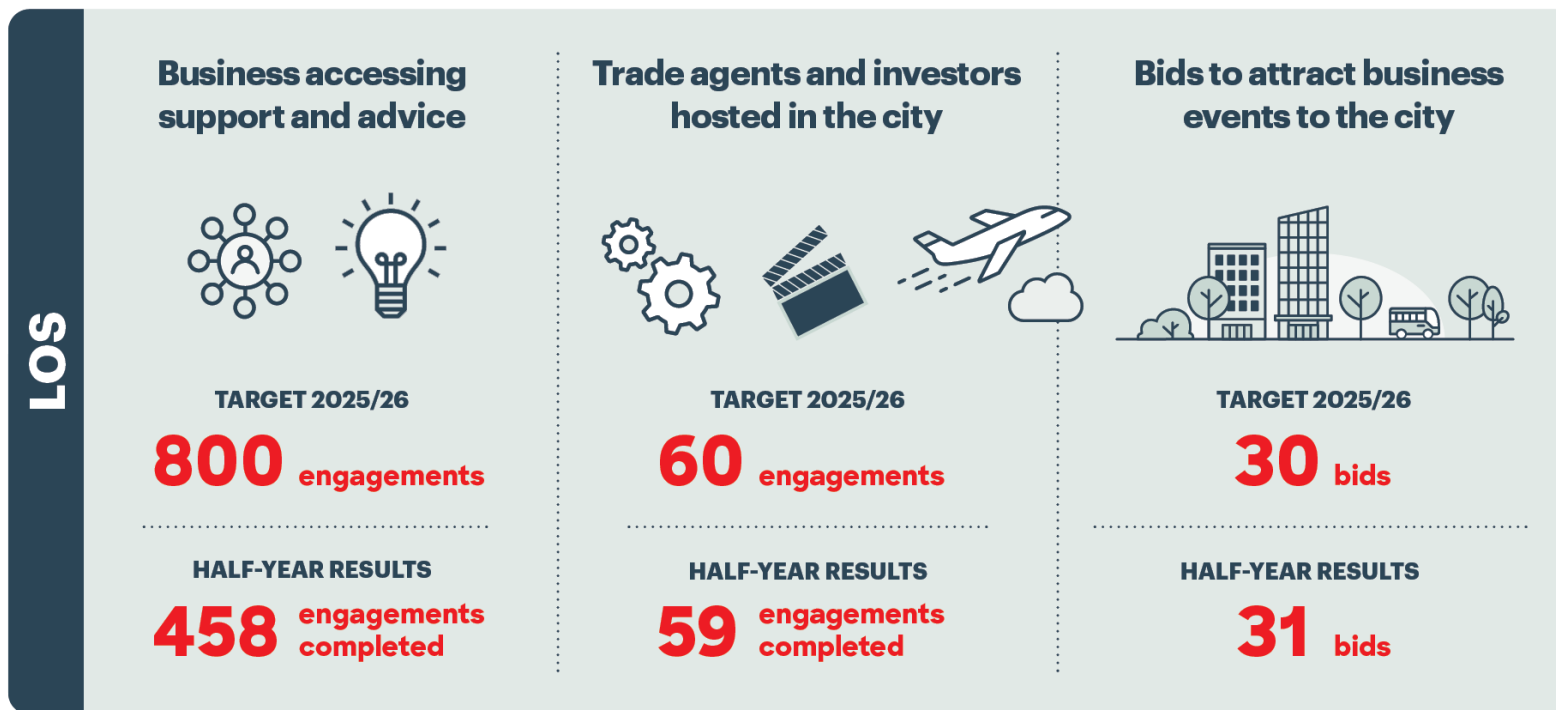 LOS
Business accessing
support and advice
TARGET 2025/26
800 engagements
HALF-YEAR RESULTS
458 engagements
completed
Trade agents and investors
hosted in the city
TARGET 2025/26
60 engagements
HALF-YEAR RESULTS
59 engagements
completed
Bids to attract business
events to the city
TARGET 2025/26
30 bids
HALF-YEAR RESULTS
31 bids